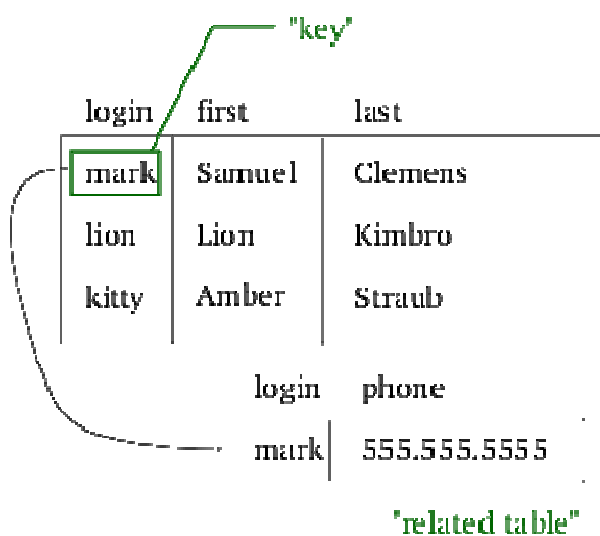 "key"
login first last
mark Samuel Clemens
lion Lion Kimbro
kitty Amber Straub
login phone
mark 555.555.5555
"related table"